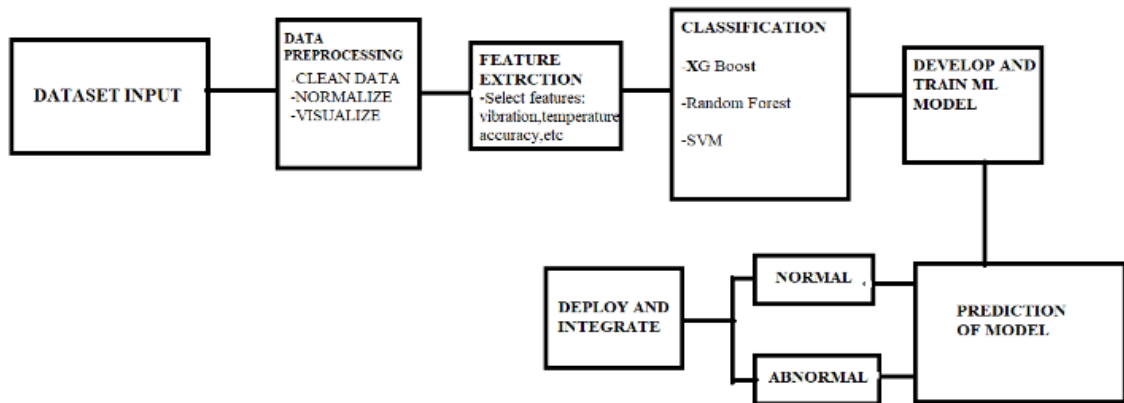 DATASET INPUT
DATA
PREPROCESSING
-CLEAN DATA
-NORMALIZE
-VISUALIZE
FEATURE
EXTRCTION
-Select features:
vibration,temperature
accuracy,etc
CLASSIFICATION
-XG Boost
-Random Forest
-SVM
DEVELOP AND
TRAIN ML
MODEL
PREDICTION
OF MODEL
NORMAL
ABNORMAL
DEPLOY AND
INTEGRATE